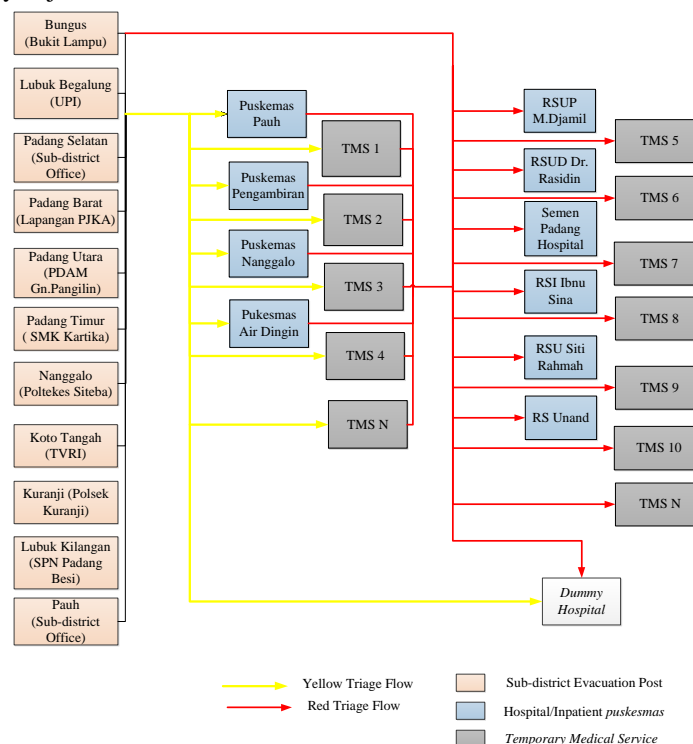 Bungus
(Bukit Lampu)
Lubuk Begalung
(UPI)
Padang Selatan
(Sub-district
Office)
Padang Barat
(Lapangan PJKA)
Padang Utara
(PDAM
Gn.Pangilin)
Padang Timur
( SMK Kartika)
Nanggalo
(Poltekes Siteba)
Koto Tangah
(TVRI)
Kuranji (Polsek
Kuranji)
Lubuk Kilangan
(SPN Padang
Besi)
Pauh
(Sub-district
Office)
Puskemas
Pauh
TMS 1
Puskemas
Pengambiran
TMS 2
Puskemas
Nanggalo
TMS 3
Pukesmas
Air Dingin
TMS 4
TMS N
RSUP
M.Djamil
TMS 5
RSUD Dr.
Rasidin
TMS 6
Semen
Padang
Hospital
TMS 7
RSI Ibnu
Sina
TMS 8
RSU Siti
Rahmah
TMS 9
RS Unand
TMS 10
TMS N
Dummy
Hospital
Yellow Triage Flow
Red Triage Flow
Sub-district Evacuation Post
Hospital/Inpatient puskesmas
Temporary Medical Service